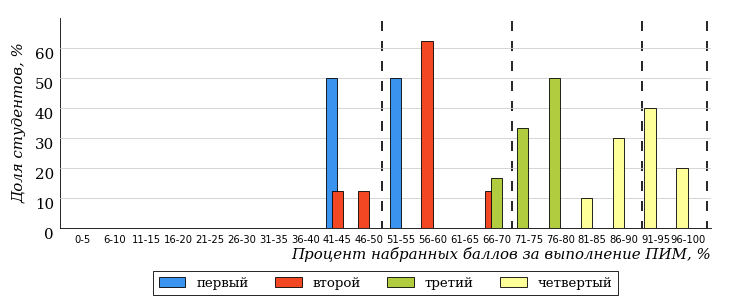 Доля студентов, %
60
50
40
30
20
10
0
0-5 6-10 11-15 16-20 21-25 26-30 31-35 36-40 41-45 46-50 51-55 56-60 61-65 66-70 71-75 76-80 81-85 86-90 91-95 96-100
Процент набранных баллов за выполнение ПИМ, %
первый второй третий четвертый